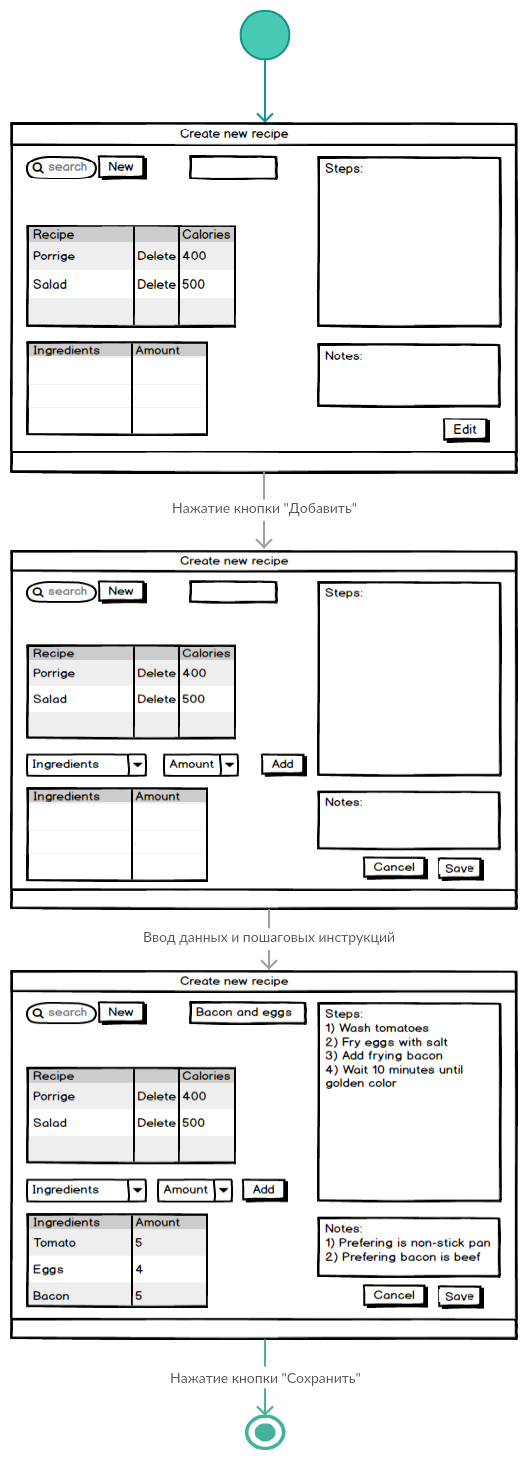 Create new recipe
search New
Steps:
Recipe Calories
Porrige Delete 400
Salad Delete 500
Ingredients Amount
Notes:
Edit
Нажатие кнопки "Добавить"
Create new recipe
search New
Steps:
Recipe Calories
Porrige Delete 400
Salad Delete 500
Ingredients Amount Add
Ingredients Amount
Notes:
Cancel Save
Ввод данных и пошаговых инструкций
Create new recipe
search New Bacon and eggs
Steps:
1) Wash tomatoes
2) Fry eggs with salt
3) Add frying bacon
4) Wait 10 minutes until
golden color
Recipe Calories
Porrige Delete 400
Salad Delete 500
Ingredients Amount Add
Ingredients Amount
Tomato 5
Eggs 4
Bacon 5
Notes:
1) Prefering is non-stick pan
2) Prefering bacon is beef
Cancel Save
Нажатие кнопки "Сохранить"